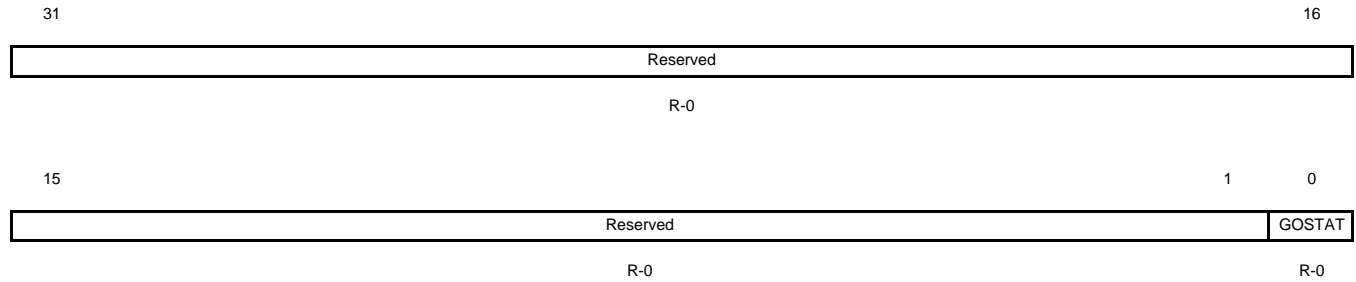 31 16
Reserved
R-0
15 1 0
Reserved GOSTAT
R-0 R-0